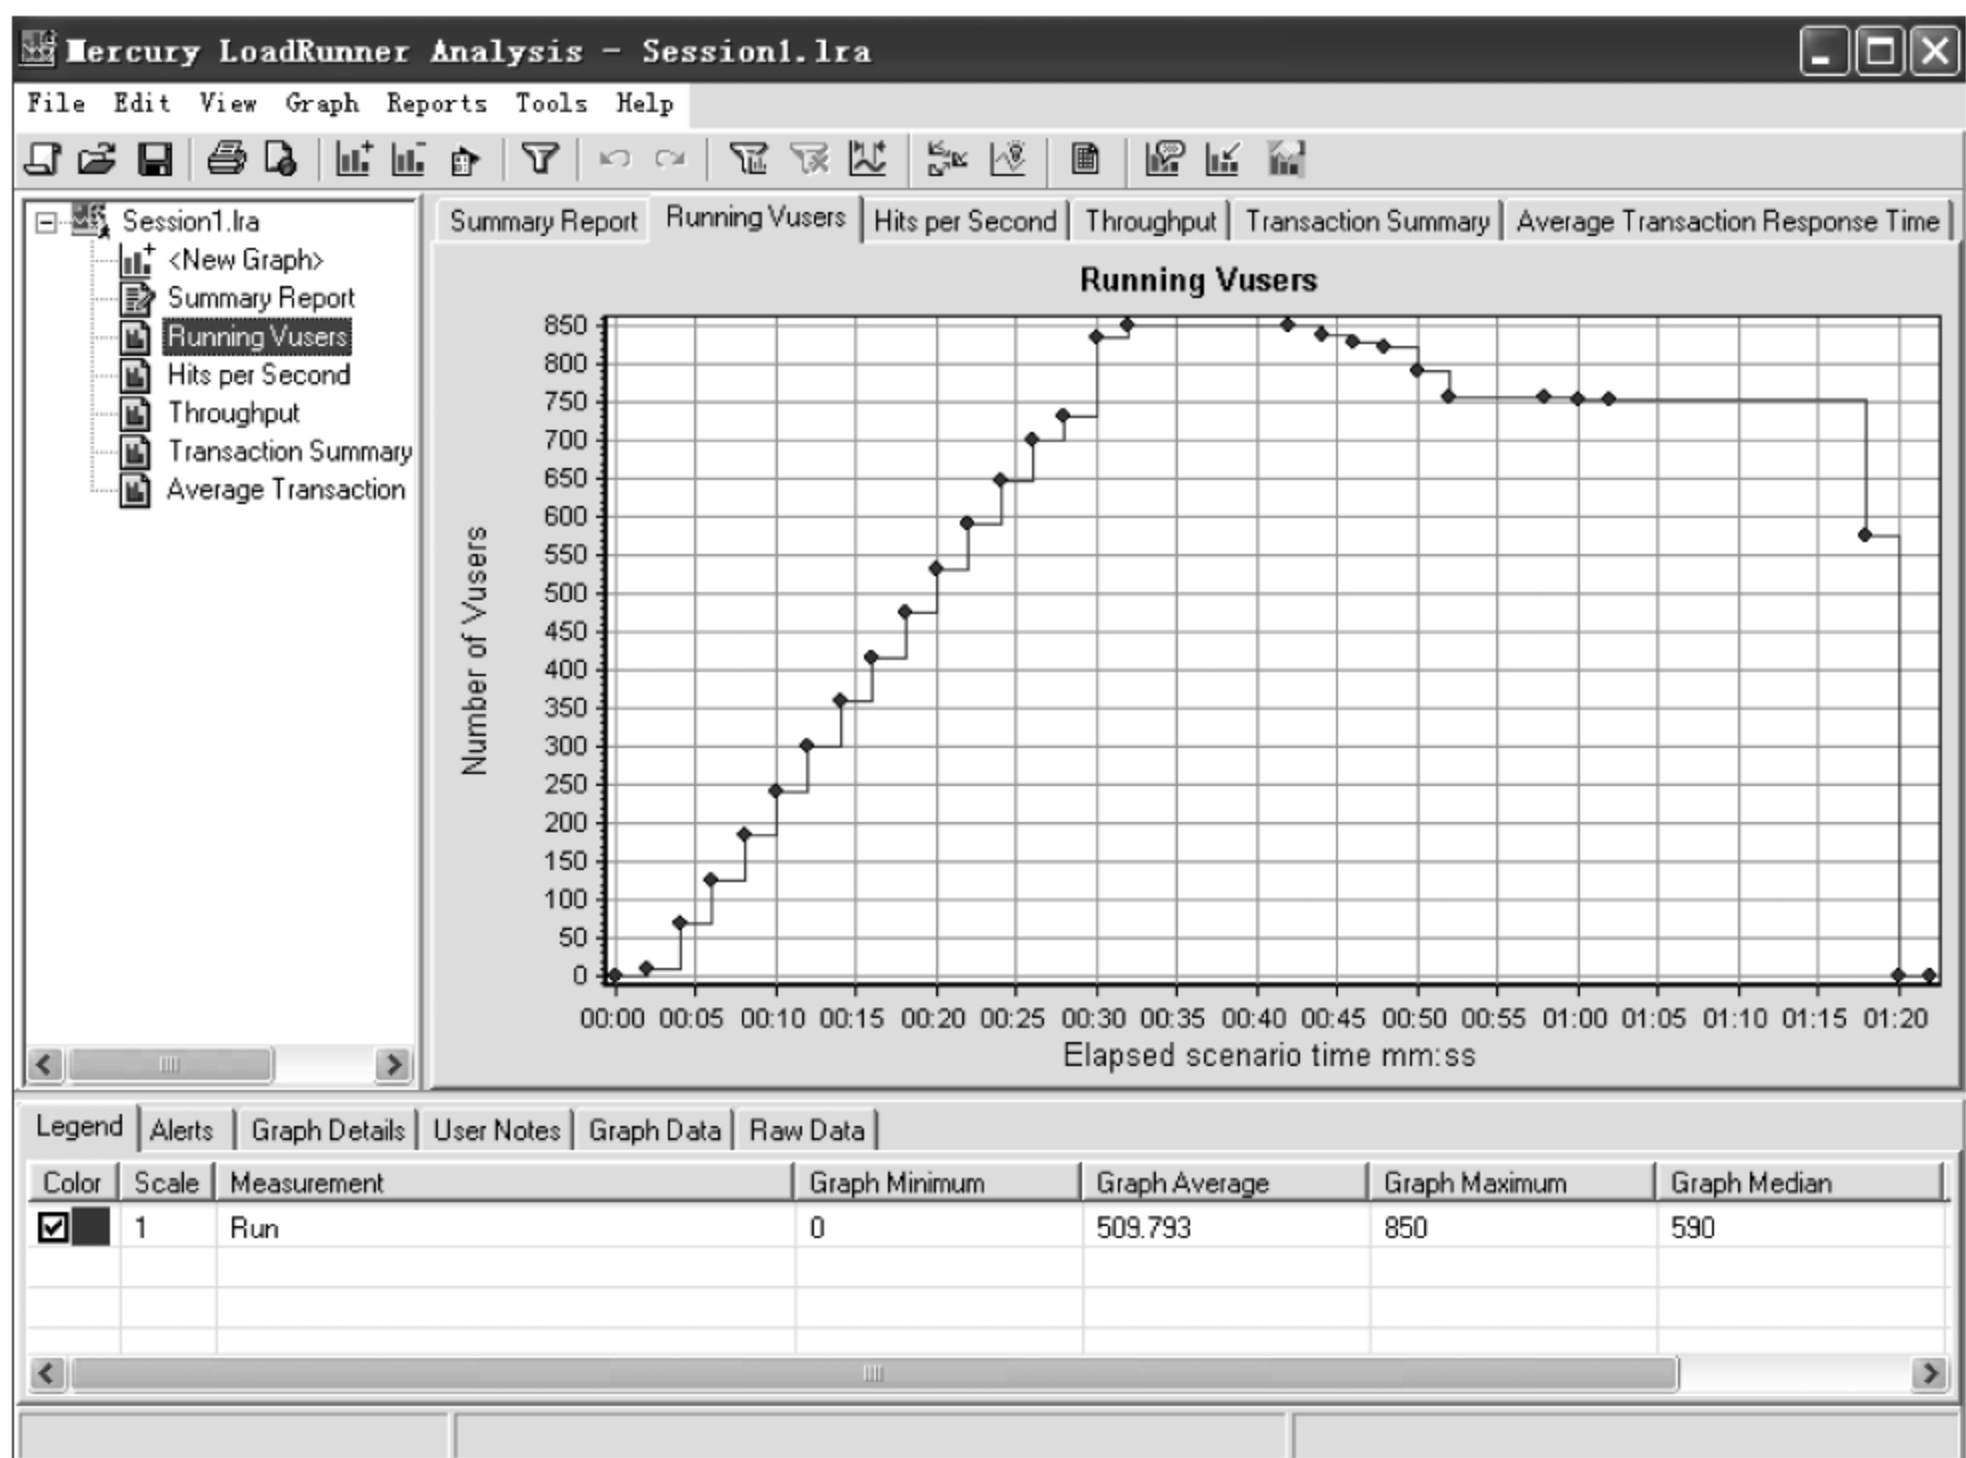 Mercury LoadRunner Analysis - Session1.lra
File Edit View Graph Reports Tools Help
Session1.lra
<New Graph>
Summary Report
Running Vusers
Hits per Second
Throughput
Transaction Summary
Average Transaction
Summary Report Running Vusers Hits per Second Throughput Transaction Summary Average Transaction Response Time
Running Vusers
850
800
750
700
650
600
550
500
450
400
350
300
250
200
150
100
50
0
Number of Vusers
00:00 00:05 00:10 00:15 00:20 00:25 00:30 00:35 00:40 00:45 00:50 00:55 01:00 01:05 01:10 01:15 01:20
Elapsed scenario time mm:ss
Legend Alerts Graph Details User Notes Graph Data Raw Data
Color Scale Measurement Graph Minimum Graph Average Graph Maximum Graph Median
1 Run 0 509.793 850 590